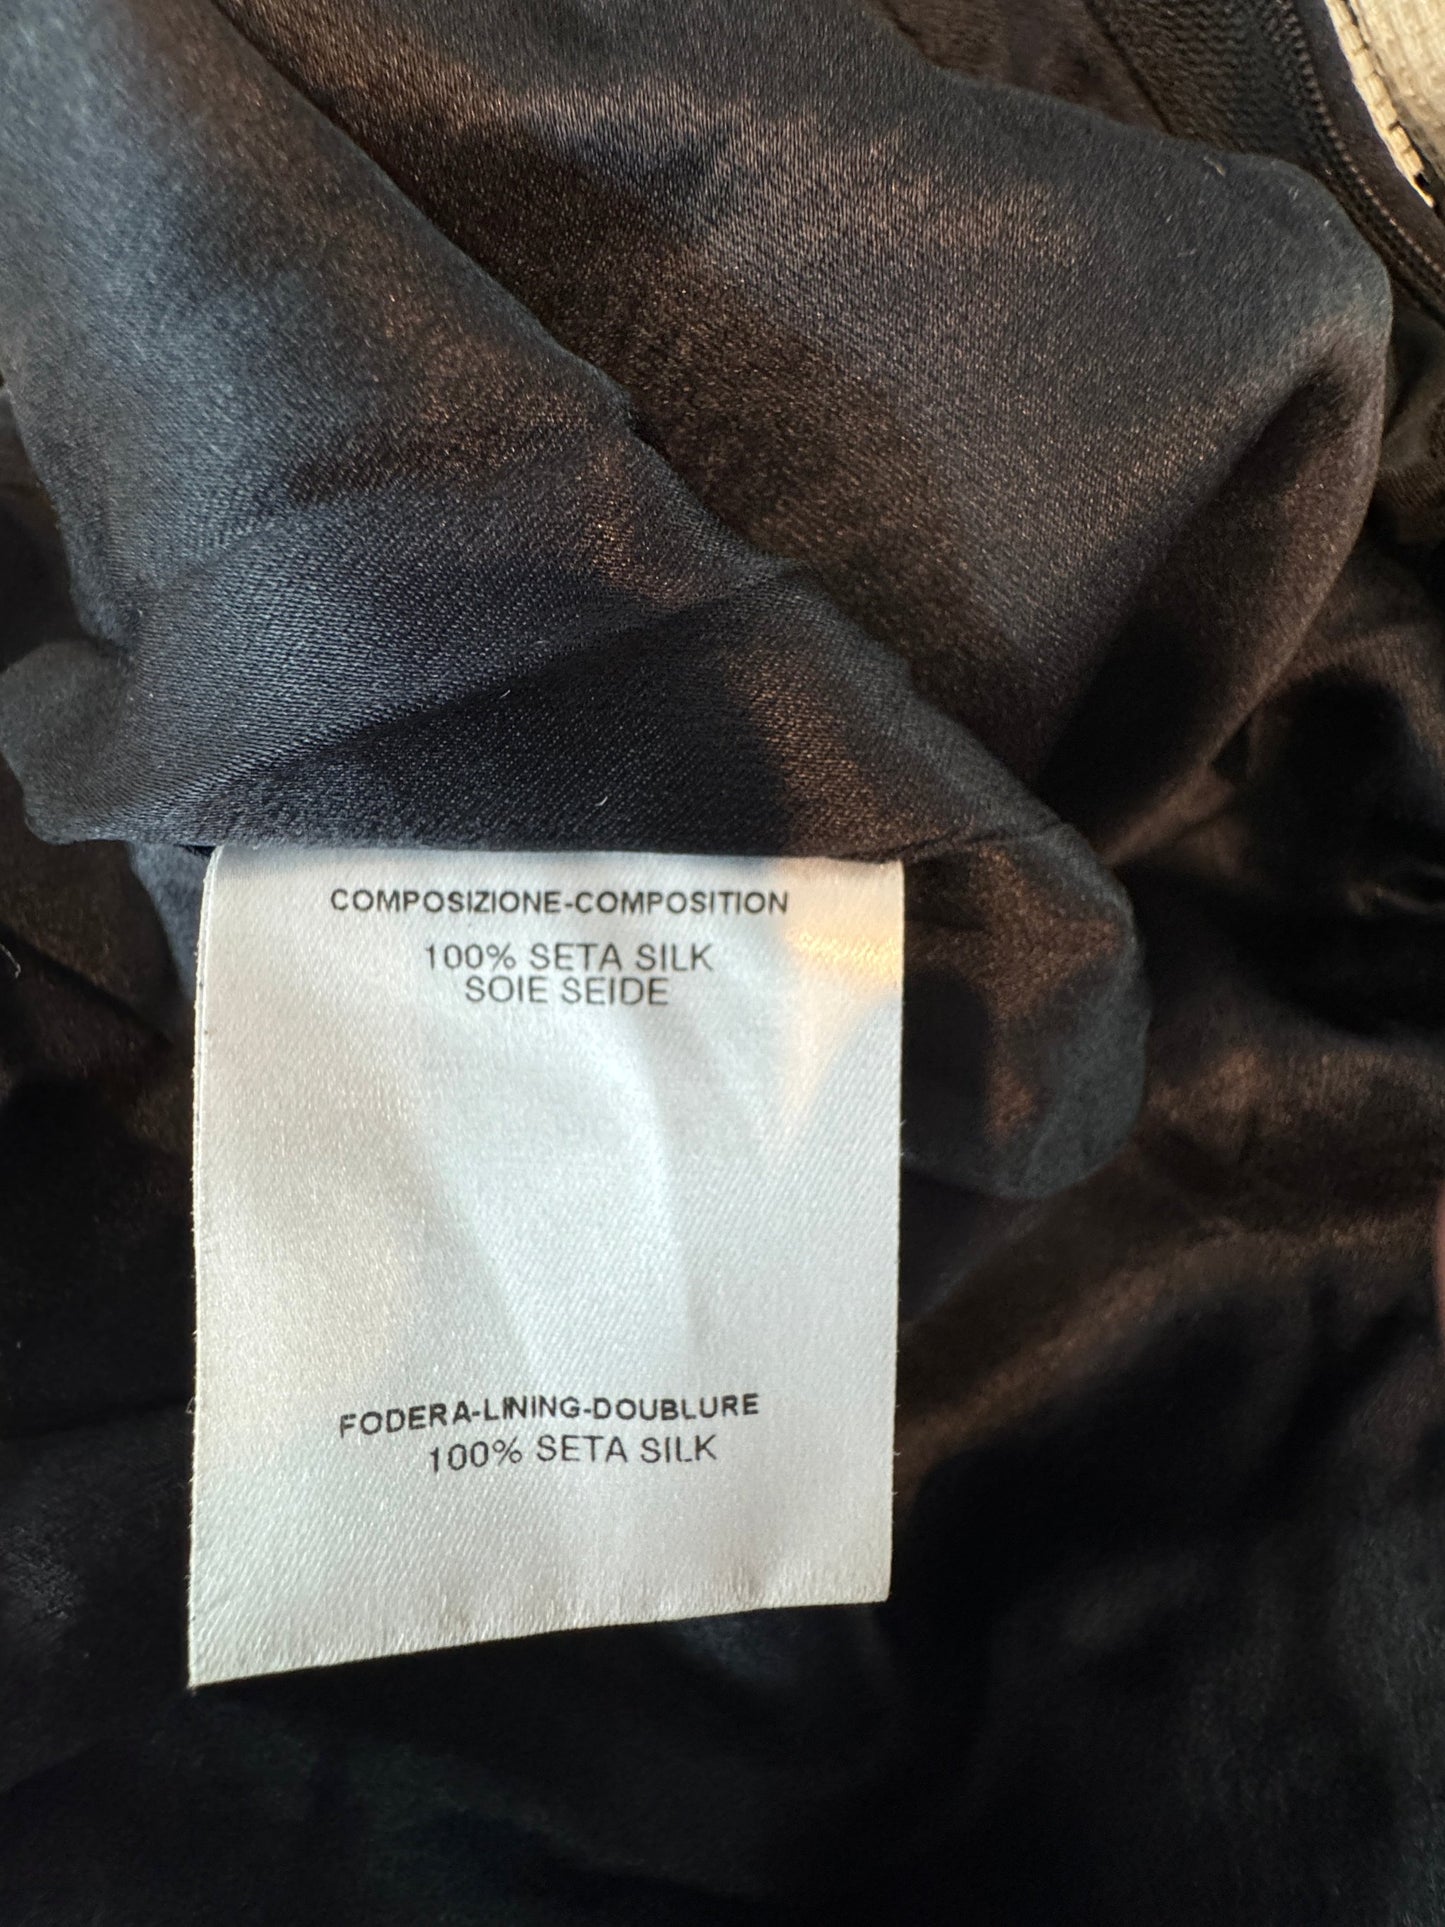 COMPOSIZIONE-COMPOSITION
100% SETA SILK
SOIE SEIDE
FODERA-LINING-DOUBLURE
100% SETA SILK